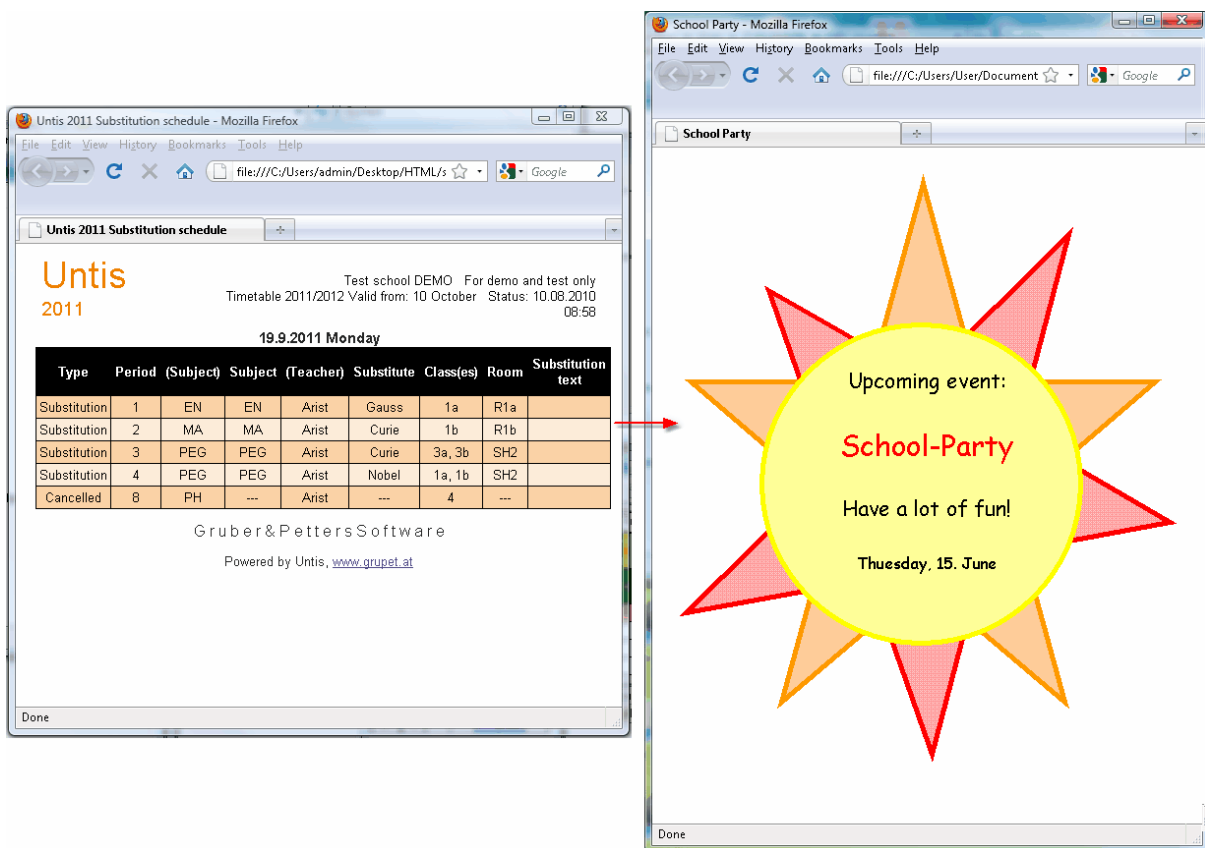 Untis 2011 Substitution schedule - Mozilla Firefox
File Edit View History Bookmarks Tools Help
file:///C:/Users/admin/Desktop/HTML/s Google
Untis 2011 Substitution schedule
Untis
2011
Test school DEMO For demo and test only
Timetable 2011/2012 Valid from: 10 October Status: 10.08.2010
08:58
19.9.2011 Monday
Type Period (Subject) Subject (Teacher) Substitute Class(es) Room Substitution text
Substitution 1 EN EN Arist Gauss 1a R1a
Substitution 2 MA MA Arist Curie 1b R1b
Substitution 3 PEG PEG Arist Curie 3a, 3b SH2
Substitution 4 PEG PEG Arist Nobel 1a, 1b SH2
Cancelled 8 PH --- Arist --- 4 ---
Gruber&PettersSoftware
Powered by Untis, www.grupet.at
Done
School Party - Mozilla Firefox
File Edit View History Bookmarks Tools Help
file:///C:/Users/User/Document Google
School Party
Upcoming event:
School-Party
Have a lot of fun!
Thuesday, 15. June
Done